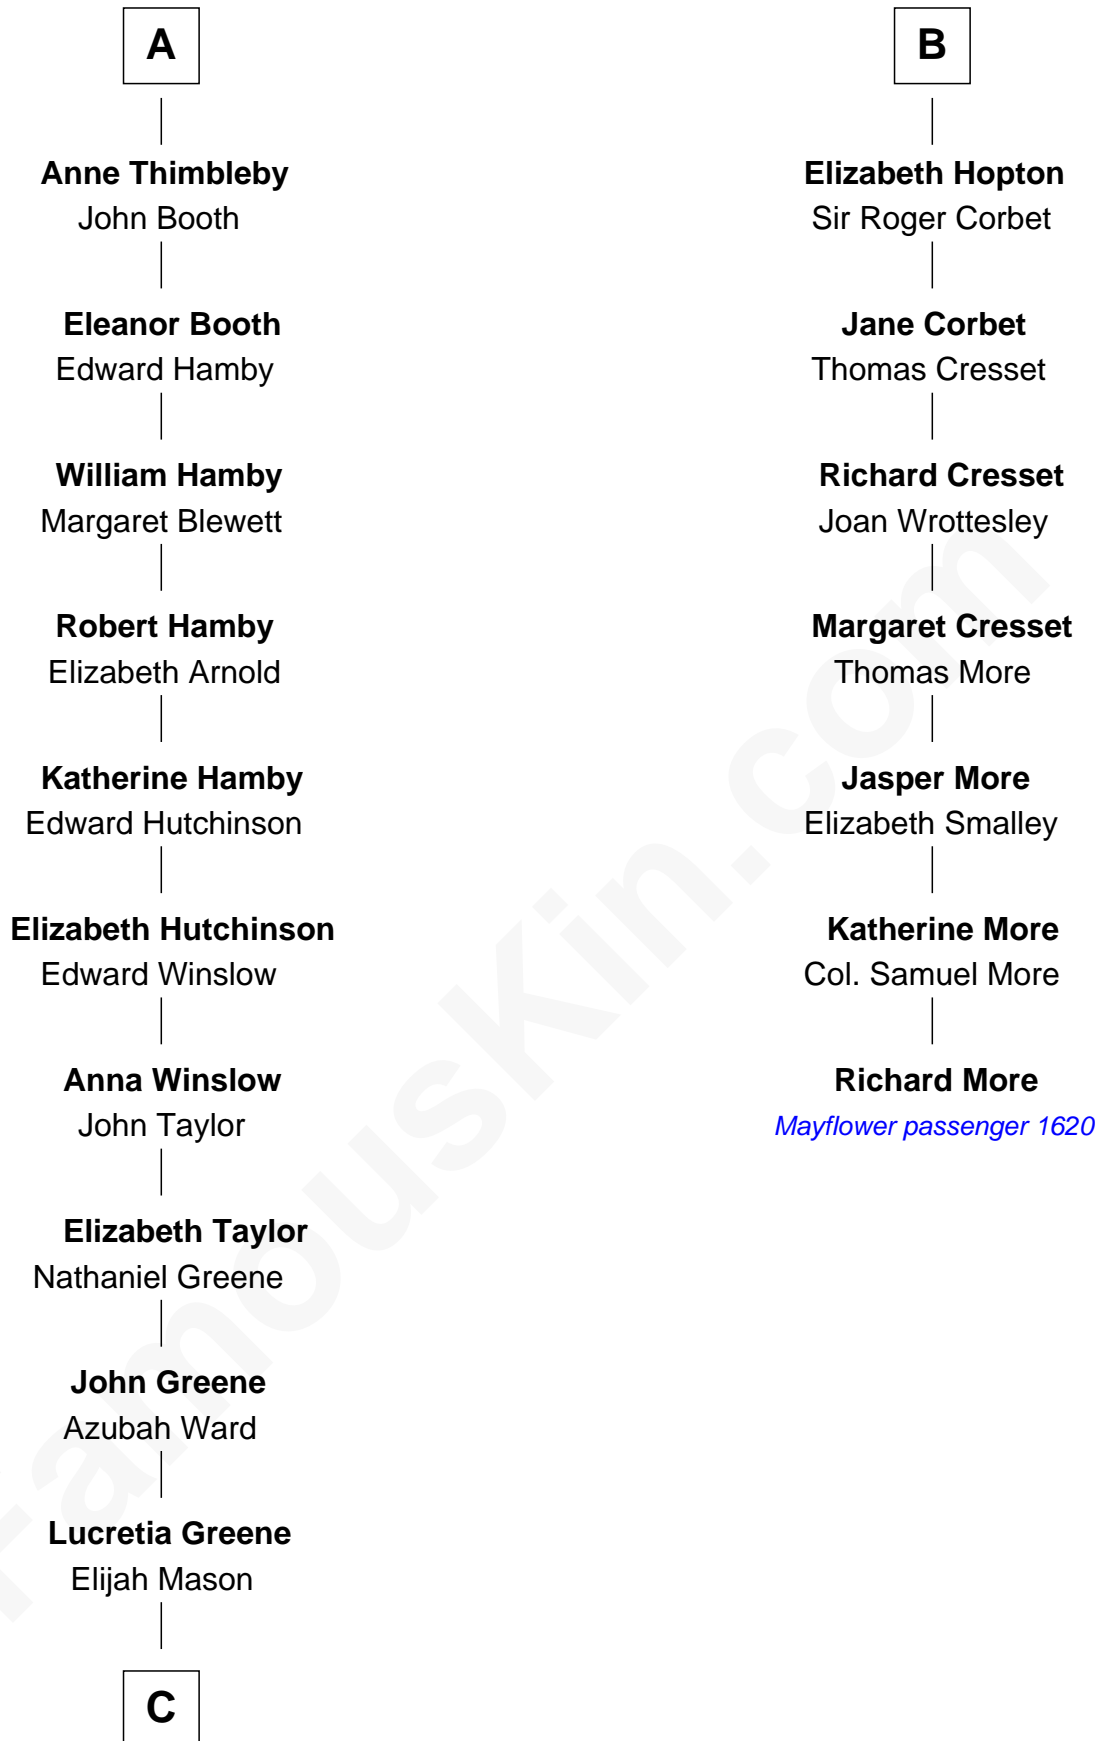 A
Anne Thimbleby
John Booth
Eleanor Booth
Edward Hamby
William Hamby
Margaret Blewett
Robert Hamby
Elizabeth Arnold
Katherine Hamby
Edward Hutchinson
Elizabeth Hutchinson
Edward Winslow
Anna Winslow
John Taylor
Elizabeth Taylor
Nathaniel Greene
John Greene
Azubah Ward
Lucretia Greene
Elijah Mason
C
B
Elizabeth Hopton
Sir Roger Corbet
Jane Corbet
Thomas Cresset
Richard Cresset
Joan Wrottesley
Margaret Cresset
Thomas More
Jasper More
Elizabeth Smalley
Katherine More
Col. Samuel More
Richard More
Mayflower passenger 1620
FamousKin.com